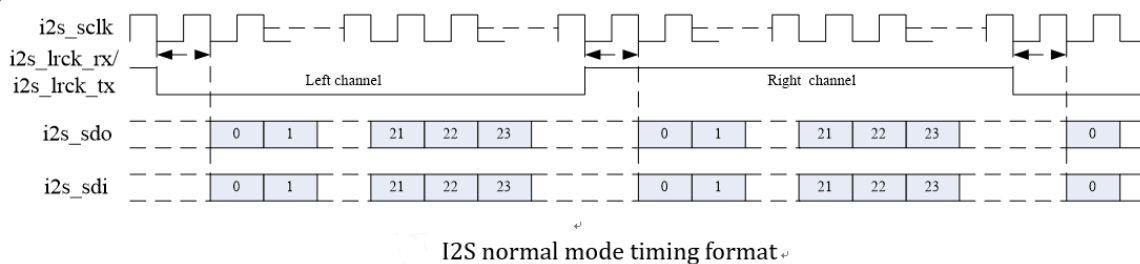 i2s_sclk
i2s_lrck_rx/
i2s_lrck_tx
Left channel
Right channel
i2s_sdo
0 1 21 22 23 0 1 21 22 23 0
i2s_sdi
0 1 21 22 23 0 1 21 22 23 0
I2S normal mode timing format